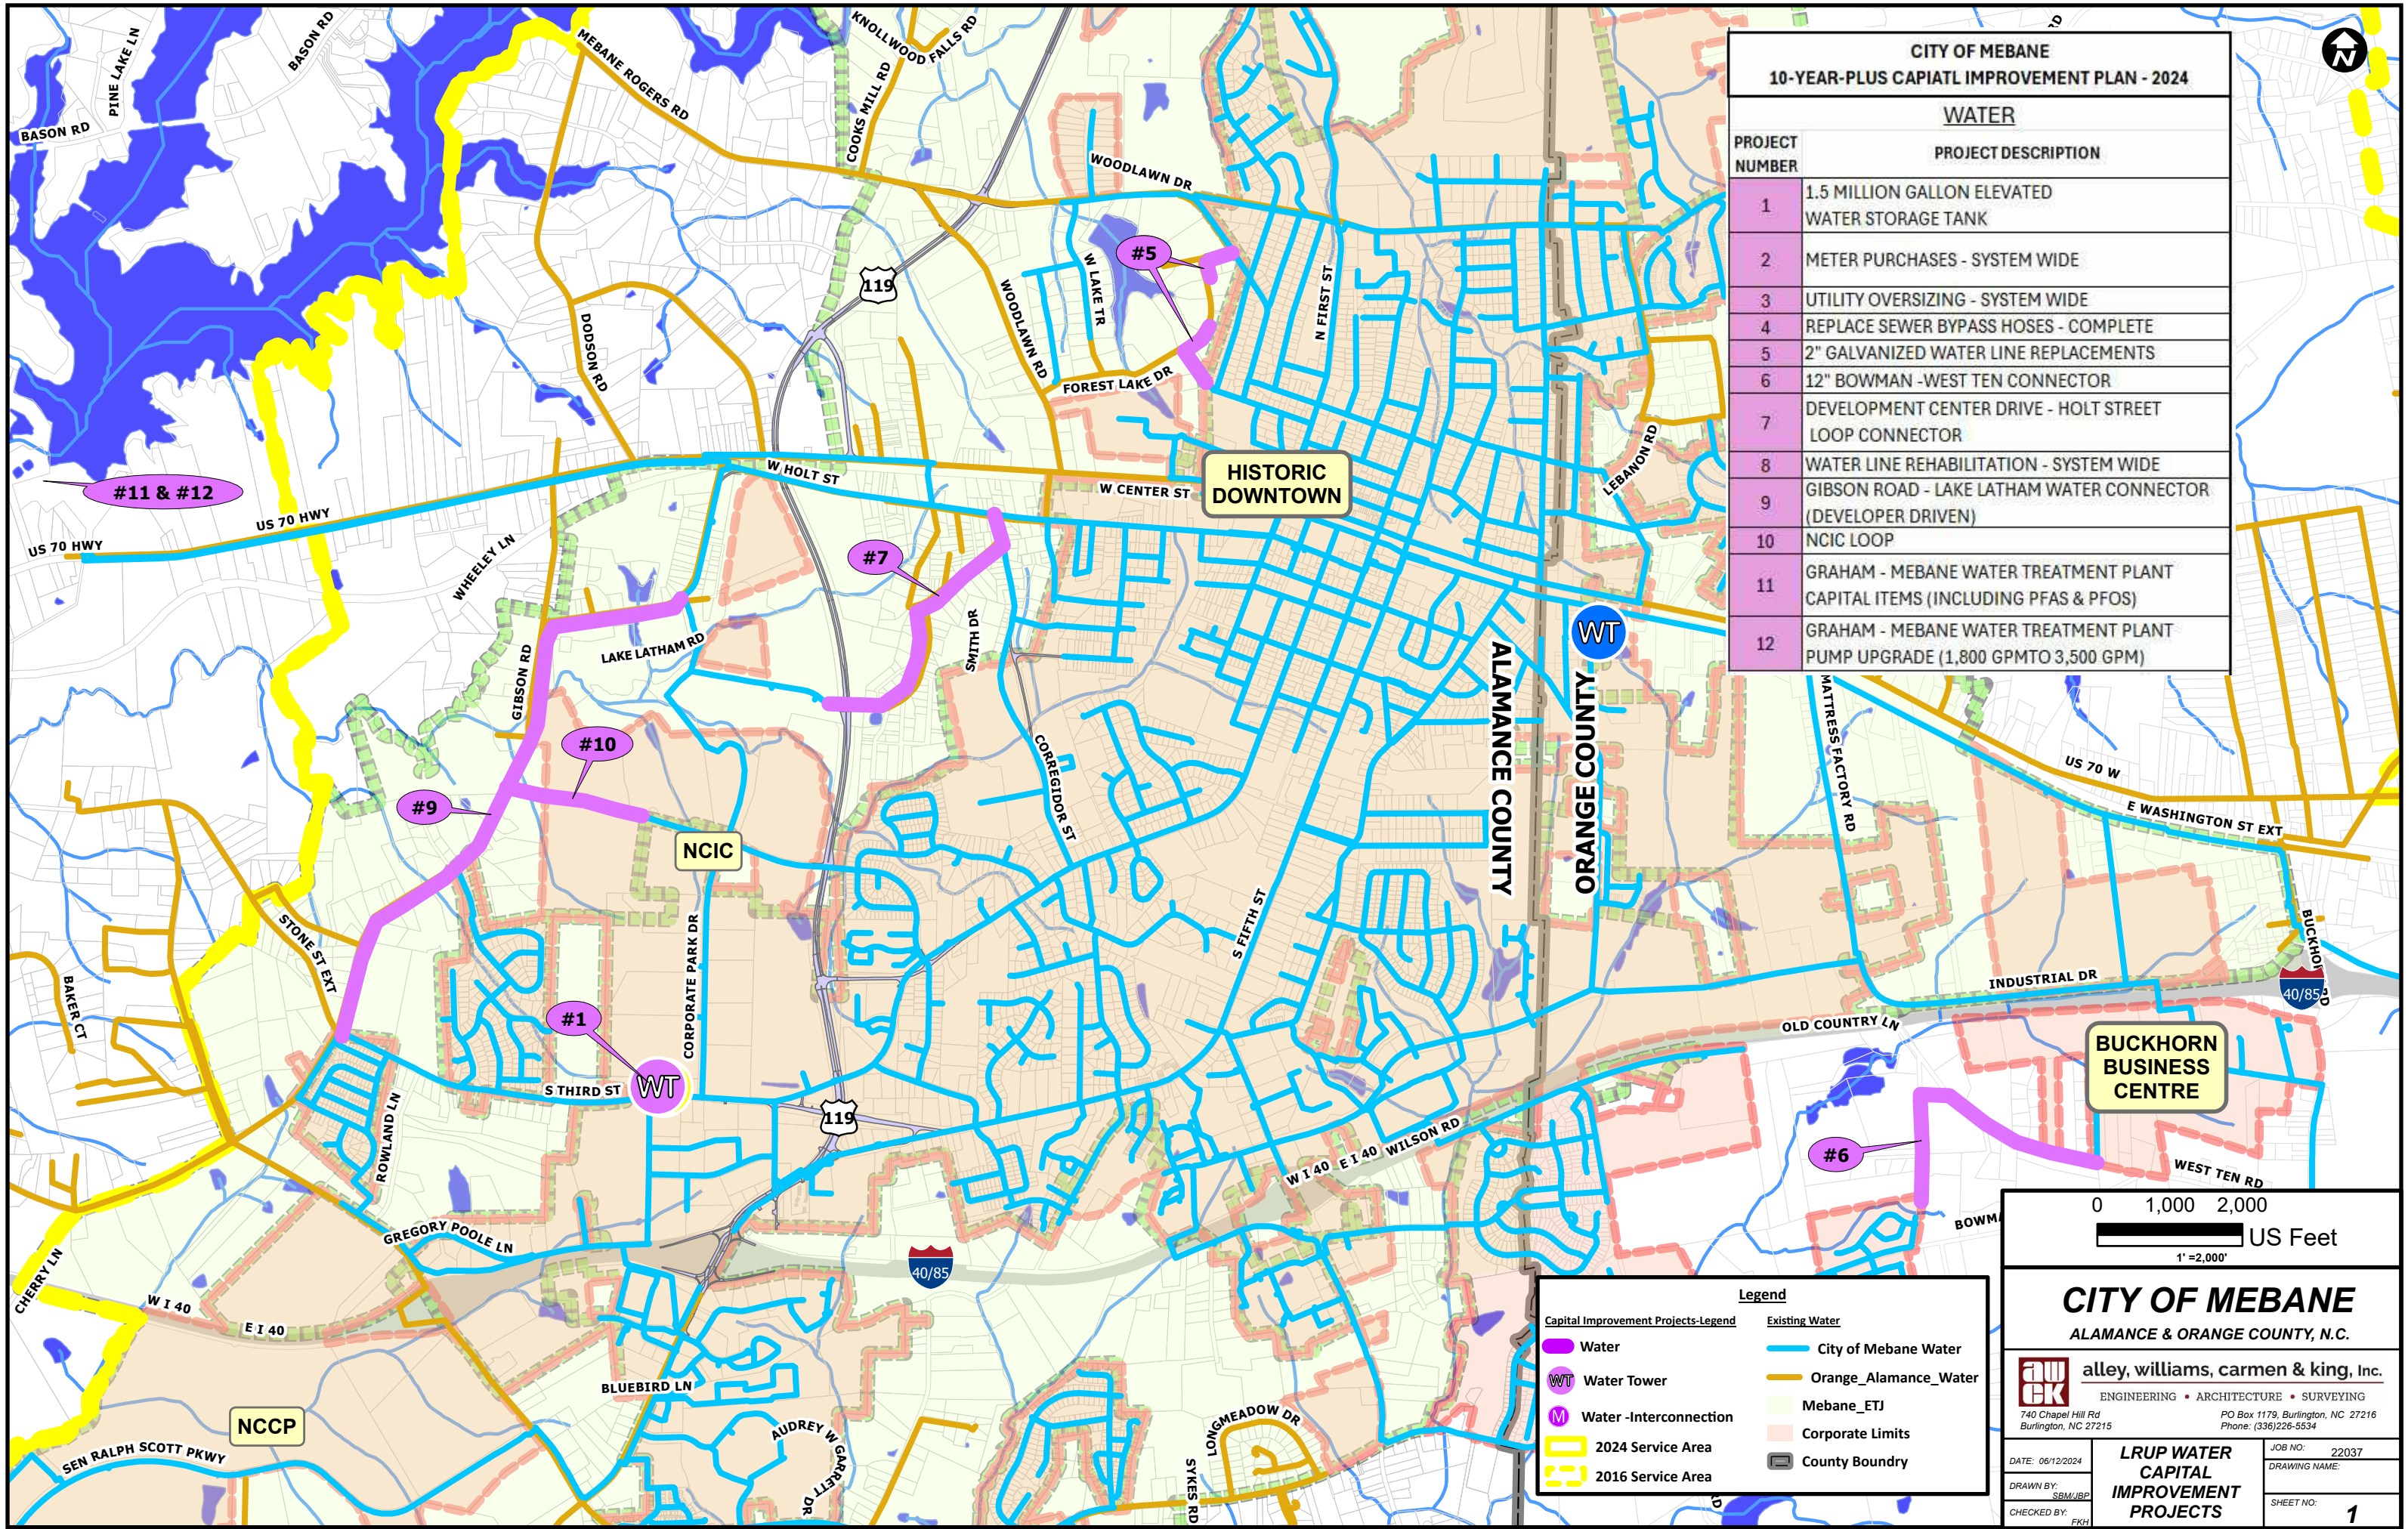 CITY OF MEBANE
10-YEAR-PLUS CAPIATL IMPROVEMENT PLAN - 2024
WATER
PROJECT NUMBER
PROJECT DESCRIPTION
1
1.5 MILLION GALLON ELEVATED
WATER STORAGE TANK
2
METER PURCHASES - SYSTEM WIDE
3
UTILITY OVERSIZING - SYSTEM WIDE
4
REPLACE SEWER BYPASS HOSES - COMPLETE
5
2" GALVANIZED WATER LINE REPLACEMENTS
6
12" BOWMAN -WEST TEN CONNECTOR
7
DEVELOPMENT CENTER DRIVE - HOLT STREET
LOOP CONNECTOR
8
WATER LINE REHABILITATION - SYSTEM WIDE
9
GIBSON ROAD - LAKE LATHAM WATER CONNECTOR
(DEVELOPER DRIVEN)
10
NCIC LOOP
11
GRAHAM - MEBANE WATER TREATMENT PLANT
CAPITAL ITEMS (INCLUDING PFAS & PFOS)
12
GRAHAM - MEBANE WATER TREATMENT PLANT
PUMP UPGRADE (1,800 GPMTO 3,500 GPM)
N
PINE LAKE LN
BASON RD
BASON RD
MEBANE ROGERS RD
KNOLLWOOD FALLS RD
COOKS MILL RD
RD
WOODLAWN DR
#5
119
W LAKE TR
WOODLAWN RD
N FIRST ST
DODSON RD
FOREST LAKE DR
LEBANON RD
HISTORIC
DOWNTOWN
W HOLT ST
W CENTER ST
#11 & #12
US 70 HWY
US 70 HWY
WHEELEY LN
#7
SMITH DR
LAKE LATHAM RD
GIBSON RD
WT
ALAMANCE COUNTY
ORANGE COUNTY
MATTRESS FACTORY RD
US 70 W
E WASHINGTON ST EXT
#10
#9
NCIC
CORREGIDOR ST
S FIFTH ST
STONE ST EXT
BAKER CT
CORPORATE PARK DR
BUCKHO
RD
INDUSTRIAL DR
40/85
OLD COUNTRY LN
BUCKHORN
BUSINESS
CENTRE
#1
WT
S THIRD ST
119
ROWLAND LN
#6
WEST TEN RD
BOWMA
W I 40
E I 40
WILSON RD
GREGORY POOLE LN
40/85
CHERRY LN
W I 40
E I 40
BLUEBIRD LN
NCCP
AUDREY W GARRETT DR
LONGMEADOW DR
SYKES RD
SEN RALPH SCOTT PKWY
RD
Legend
Capital Improvement Projects-Legend
Water
WT Water Tower
M Water -Interconnection
2024 Service Area
2016 Service Area
Existing Water
City of Mebane Water
Orange_Alamance_Water
Mebane_ETJ
Corporate Limits
County Boundry
0 1,000 2,000
US Feet
1' =2,000'
CITY OF MEBANE
ALAMANCE & ORANGE COUNTY, N.C.
auck
alley, williams, carmen & king, Inc.
ENGINEERING • ARCHITECTURE • SURVEYING
740 Chapel Hill Rd
Burlington, NC 27215
PO Box 1179, Burlington, NC 27216
Phone: (336)226-5534
DATE: 06/12/2024
DRAWN BY: SBM/JBP
CHECKED BY: FKH
LRUP WATER
CAPITAL
IMPROVEMENT
PROJECTS
JOB NO: 22037
DRAWING NAME:
SHEET NO: 1